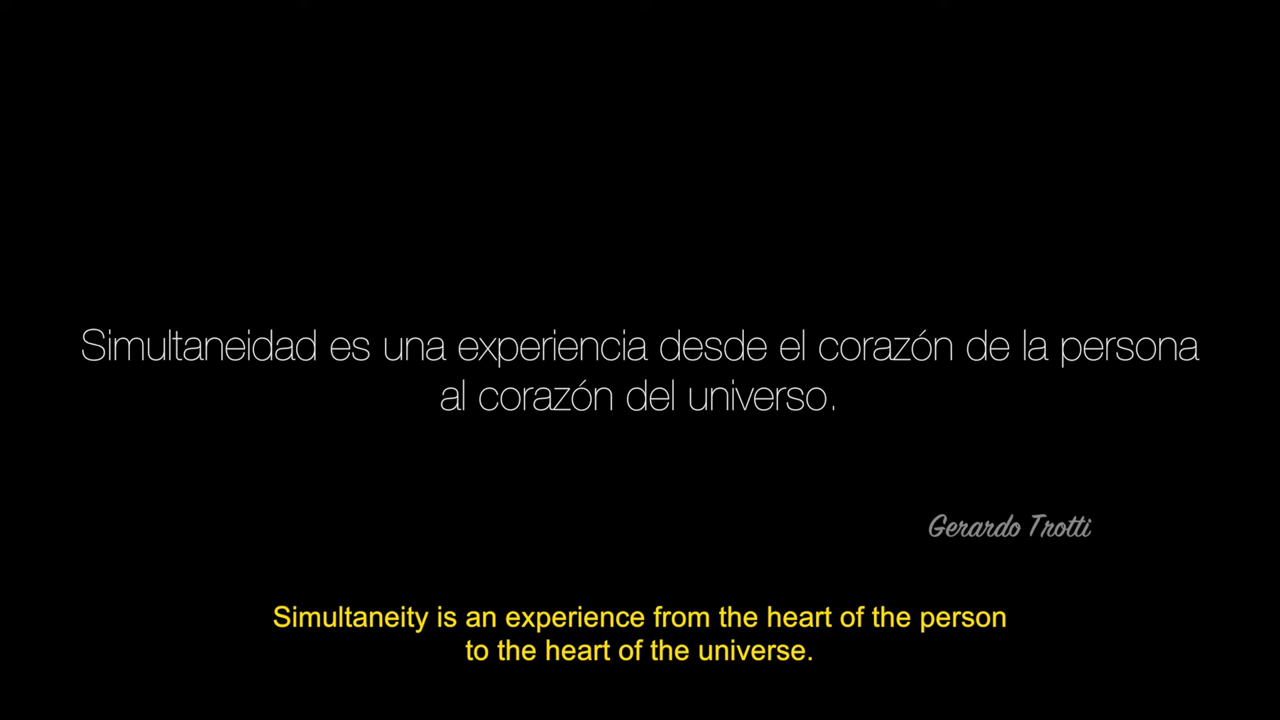 Simultaneidad es una experiencia desde el corazón de la persona
al corazón del universo.
Gerardo Trotti
Simultaneity is an experience from the heart of the person
to the heart of the universe.